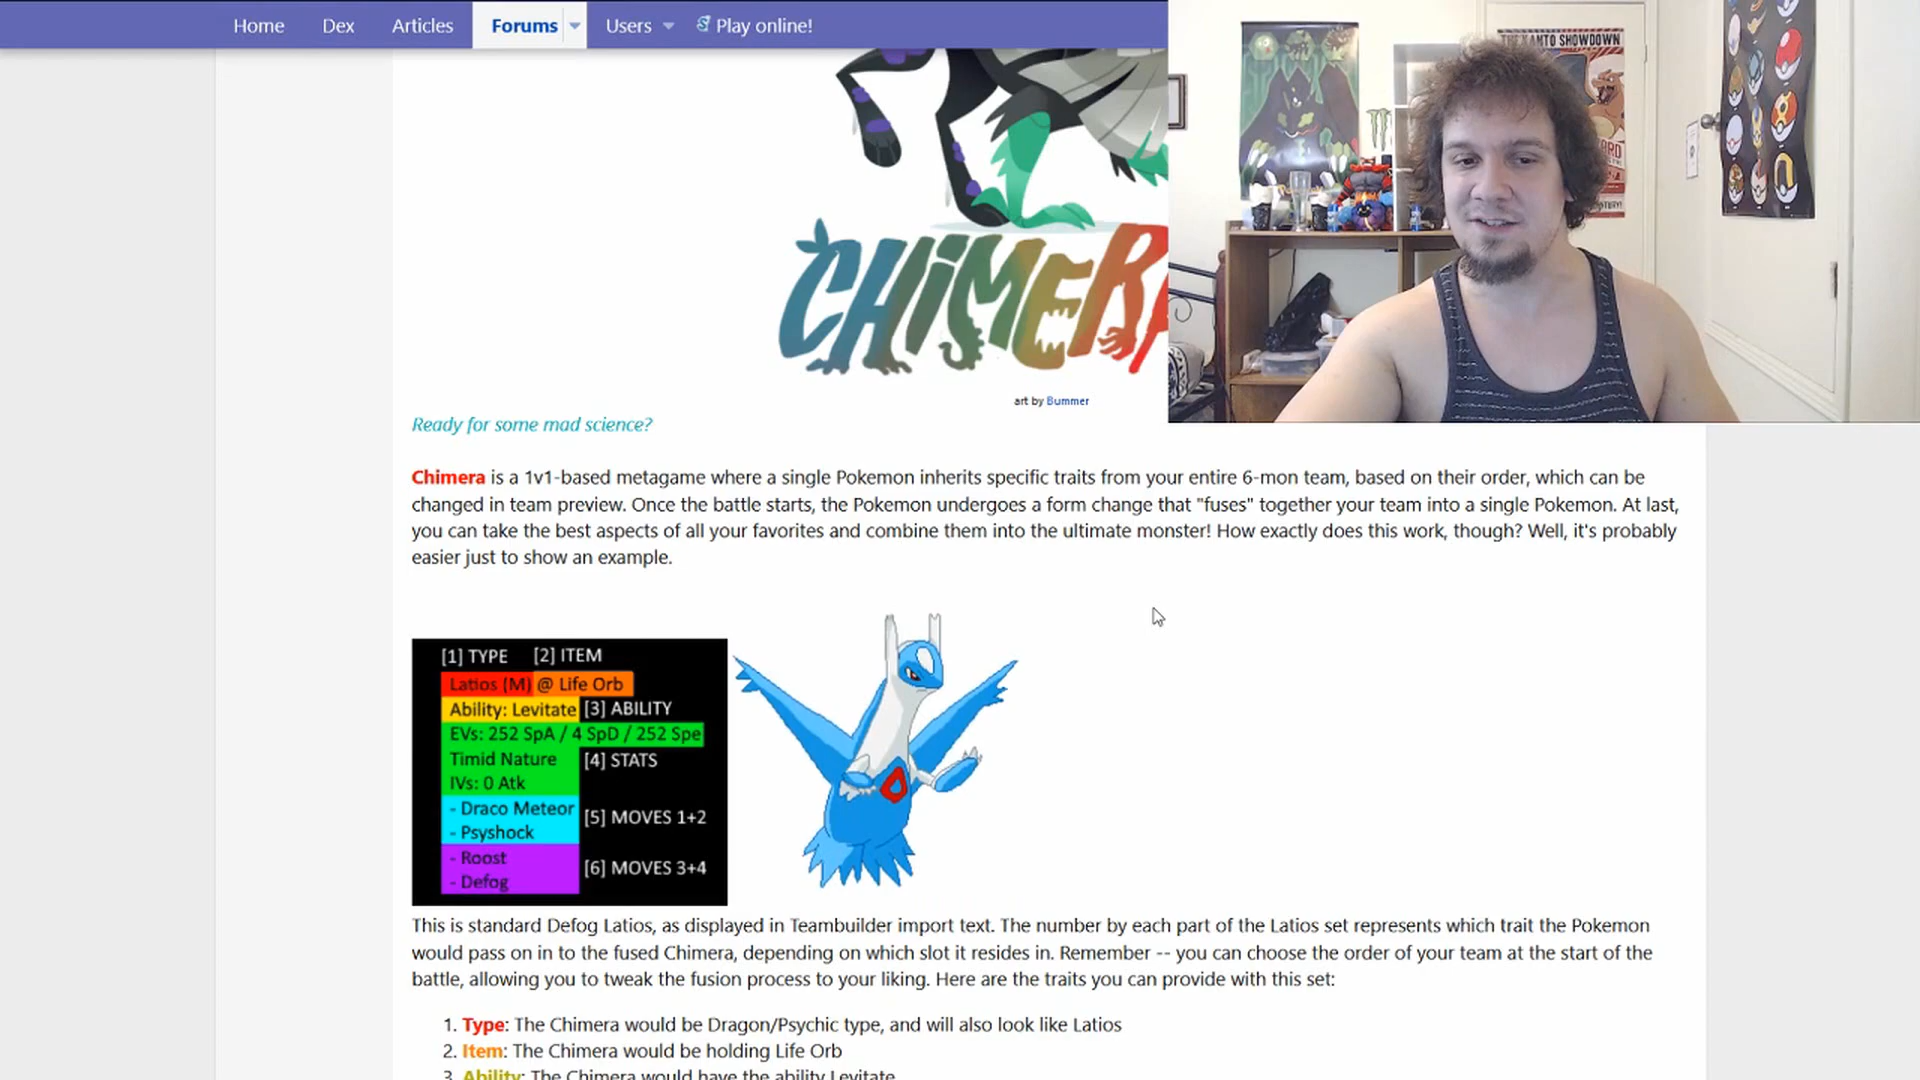 Home Dex Articles Forums Users Play online!
THE KANTO SHOWDOWN
CHIMERA
art by Bummer
Ready for some mad science?
Chimera is a 1v1-based metagame where a single Pokemon inherits specific traits from your entire 6-mon team, based on their order, which can be
changed in team preview. Once the battle starts, the Pokemon undergoes a form change that "fuses" together your team into a single Pokemon. At last,
you can take the best aspects of all your favorites and combine them into the ultimate monster! How exactly does this work, though? Well, it's probably
easier just to show an example.
[1] TYPE [2] ITEM
Latios (M) @ Life Orb
Ability: Levitate [3] ABILITY
EVs: 252 SpA / 4 SpD / 252 Spe
Timid Nature [4] STATS
IVs: 0 Atk
- Draco Meteor
- Psyshock [5] MOVES 1+2
- Roost
- Defog [6] MOVES 3+4
This is standard Defog Latios, as displayed in Teambuilder import text. The number by each part of the Latios set represents which trait the Pokemon
would pass on in to the fused Chimera, depending on which slot it resides in. Remember -- you can choose the order of your team at the start of the
battle, allowing you to tweak the fusion process to your liking. Here are the traits you can provide with this set:
1. Type: The Chimera would be Dragon/Psychic type, and will also look like Latios
2. Item: The Chimera would be holding Life Orb
3. Ability: The Chimera would have the ability Levitate